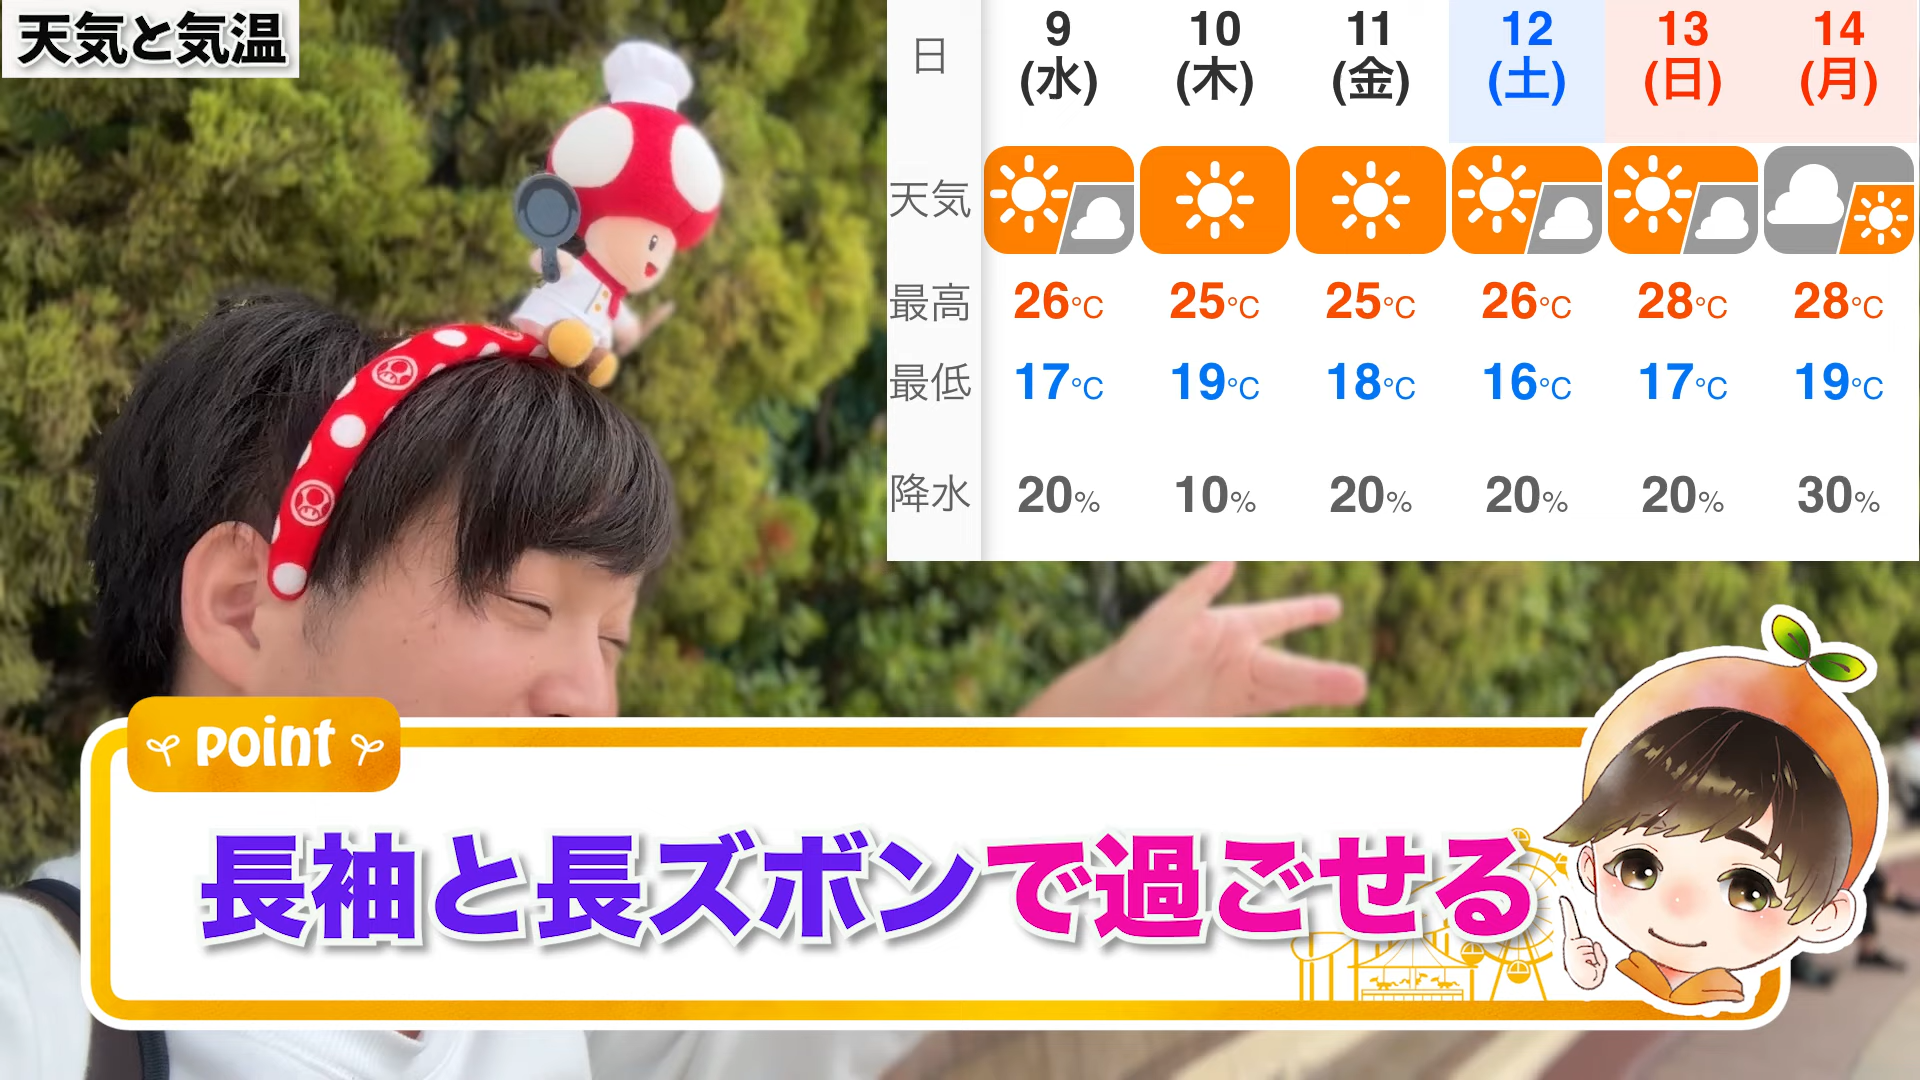 天気と気温
日 9 10 11 12 13 14
(水) (木) (金) (土) (日) (月)
天気
最高 26℃ 25℃ 25℃ 26℃ 28℃ 28℃
最低 17℃ 19℃ 18℃ 16℃ 17℃ 19℃
降水 20% 10% 20% 20% 20% 30%
point
長袖と長ズボンで過ごせる